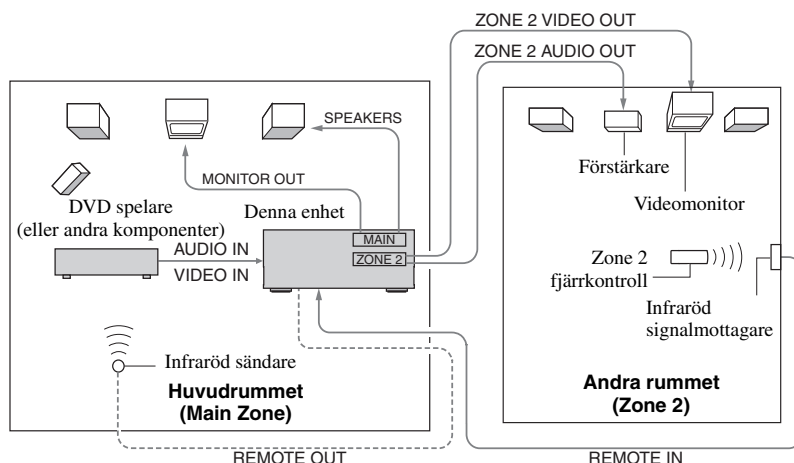 ZONE 2 VIDEO OUT
ZONE 2 AUDIO OUT
SPEAKERS
MONITOR OUT
DVD spelare
(eller andra komponenter)
Denna enhet
AUDIO IN
VIDEO IN
MAIN
ZONE 2
Infraröd sändare
Huvudrummet
(Main Zone)
REMOTE OUT
Förstärkare
Videomonitor
Zone 2
fjärrkontroll
Infraröd
signalmottagare
Andra rummet
(Zone 2)
REMOTE IN